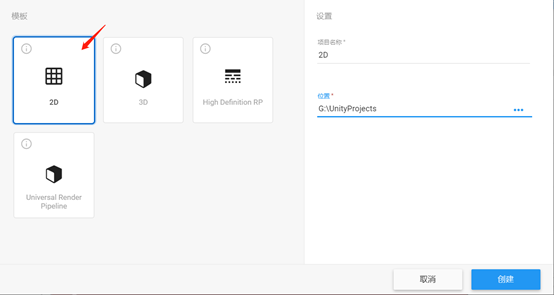 模板
2D
3D
High Definition RP
Universal Render
Pipeline
设置
项目名称*
2D
位置*
G:\UnityProjects
取消
创建